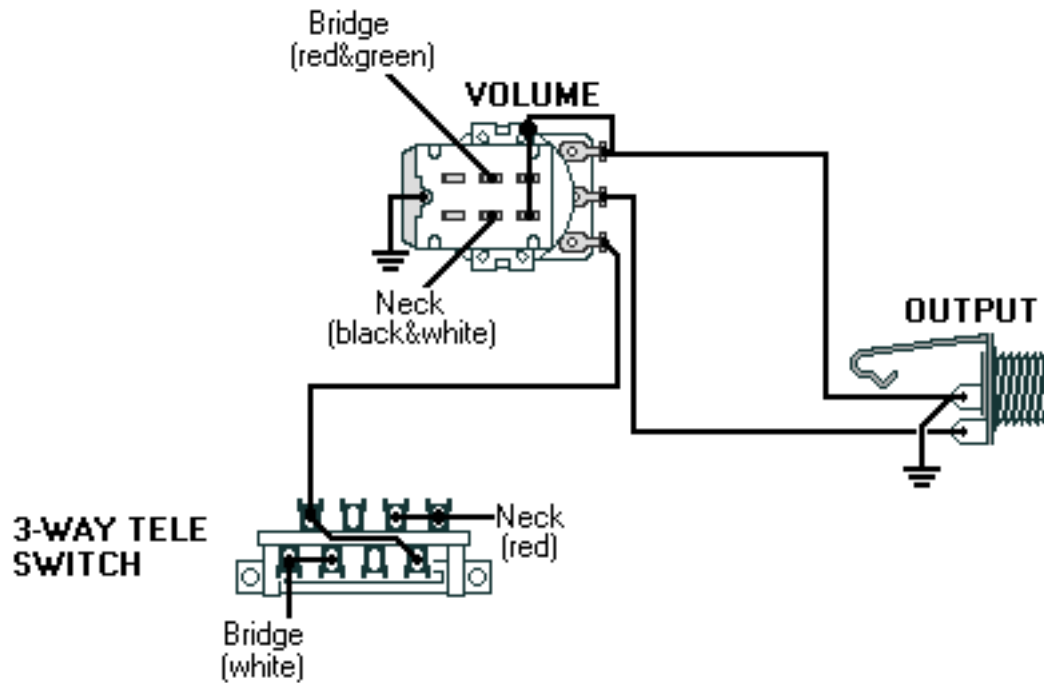 Bridge
(red&green)
VOLUME
Neck
(black&white)
OUTPUT
3-WAY TELE
SWITCH
Neck
(red)
Bridge
(white)